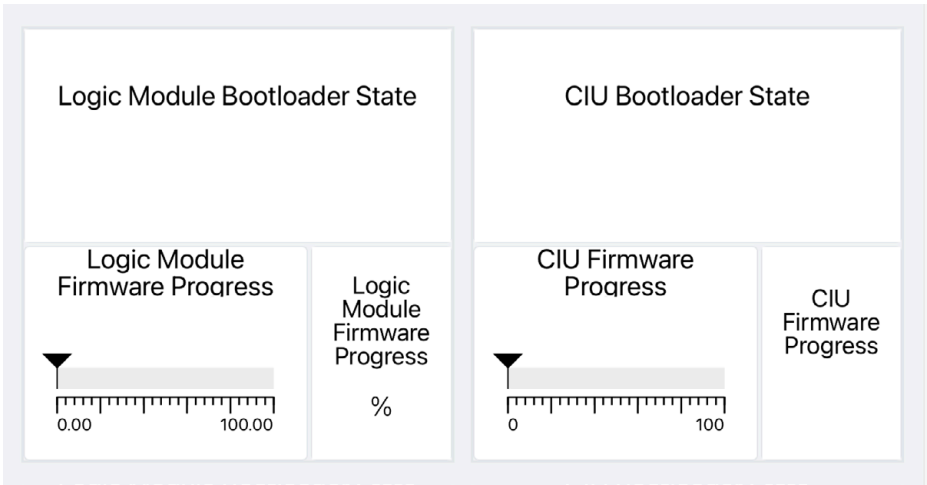 Logic Module Bootloader State
CIU Bootloader State
Logic Module
Firmware Progress
Logic
Module
Firmware
Progress
%
0.00
100.00
CIU Firmware
Progress
CIU
Firmware
Progress
0
100